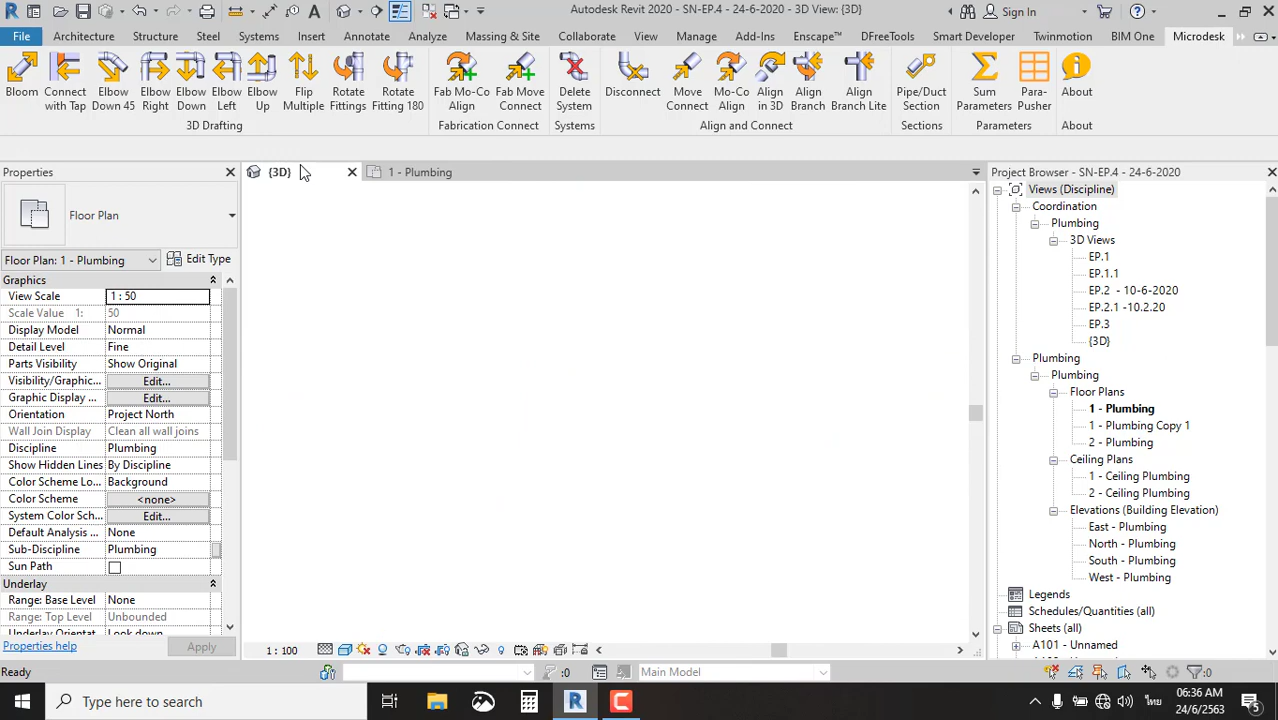 Autodesk Revit 2020 - SN-EP.4 - 24-6-2020 - 3D View: {3D}
Sign In
File Architecture Structure Steel Systems Insert Annotate Analyze Massing & Site Collaborate View Manage Add-Ins Enscape™ DFreeTools Smart Developer Twinmotion BIM One Microdesk
Bloom
Connect with Tap
Elbow Down 45
Elbow Right
Elbow Down
Elbow Left
Elbow Up
Flip Multiple
Rotate Fittings
Rotate Fitting 180
Fab Mo-Co Align
Fab Move Connect
Delete System
Disconnect
Move Connect
Mo-Co Align
Align in 3D
Align Branch
Align Branch Lite
Pipe/Duct Section
Sum Parameters
Para-Pusher
About
3D Drafting
Fabrication Connect
Systems
Align and Connect
Sections
Parameters
About
Properties
{3D}
1 - Plumbing
Project Browser - SN-EP.4 - 24-6-2020
Floor Plan
Floor Plan: 1 - Plumbing
Edit Type
Graphics
View Scale 1 : 50
Scale Value 1: 50
Display Model Normal
Detail Level Fine
Parts Visibility Show Original
Visibility/Graphic... Edit...
Graphic Display ... Edit...
Orientation Project North
Wall Join Display Clean all wall joins
Discipline Plumbing
Show Hidden Lines By Discipline
Color Scheme Lo... Background
Color Scheme <none>
System Color Sch... Edit...
Default Analysis ... None
Sub-Discipline Plumbing
Sun Path
Underlay
Range: Base Level None
Range: Top Level Unbounded
Underlay Orientat Look down
Properties help
Apply
Views (Discipline)
Coordination
Plumbing
3D Views
EP.1
EP.1.1
EP.2 - 10-6-2020
EP.2.1 -10.2.20
EP.3
{3D}
Plumbing
Plumbing
Floor Plans
1 - Plumbing
1 - Plumbing Copy 1
2 - Plumbing
Ceiling Plans
1 - Ceiling Plumbing
2 - Ceiling Plumbing
Elevations (Building Elevation)
East - Plumbing
North - Plumbing
South - Plumbing
West - Plumbing
Legends
Schedules/Quantities (all)
Sheets (all)
A101 - Unnamed
1 : 100
Ready
:0
Main Model
:0
Type here to search
ไทย
06:36 AM
24/6/2563
5